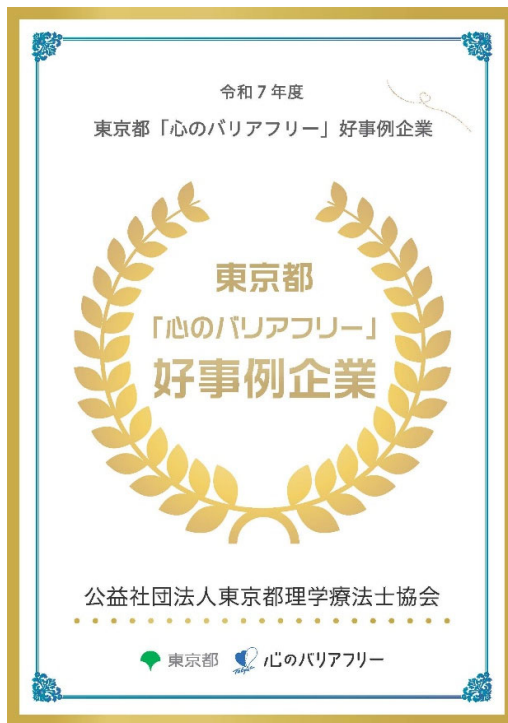 令和7年度
東京都「心のバリアフリー」好事例企業
東京都
「心のバリアフリー」
好事例企業
公益社団法人東京都理学療法士協会
東京都 心のバリアフリー